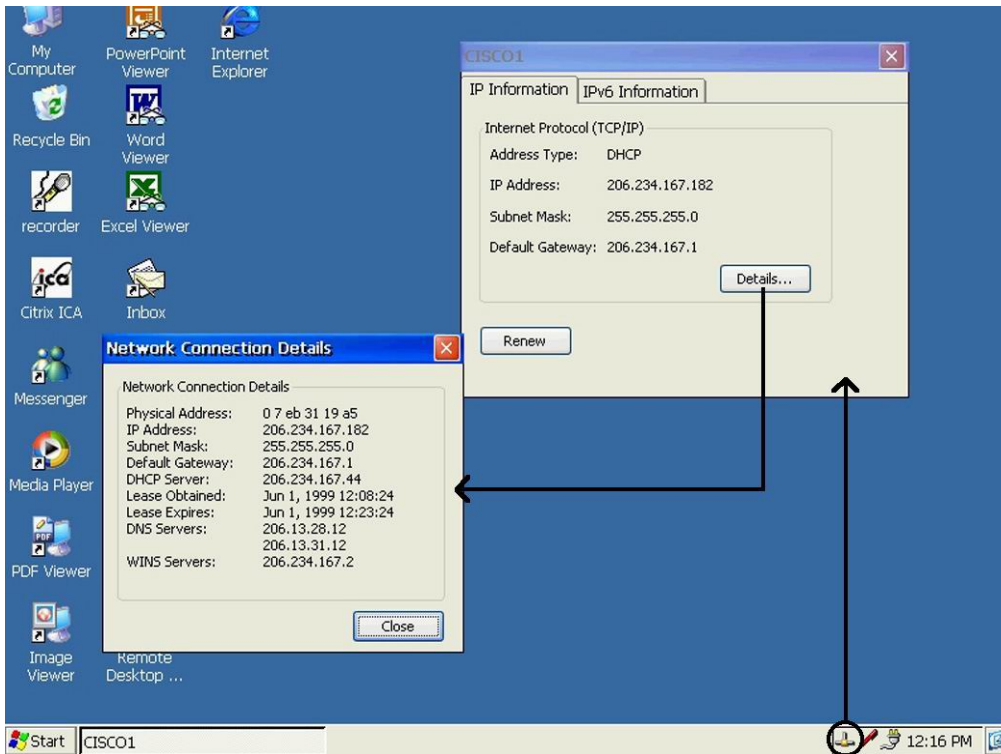 My Computer
PowerPoint Viewer
Internet Explorer
Recycle Bin
Word Viewer
recorder
Excel Viewer
ica
Citrix ICA
Inbox
Messenger
Media Player
PDF
PDF Viewer
Image Viewer
Remote Desktop ...
CISCO1
IP Information
IPv6 Information
Internet Protocol (TCP/IP)
Address Type: DHCP
IP Address: 206.234.167.182
Subnet Mask: 255.255.255.0
Default Gateway: 206.234.167.1
Details...
Renew
Network Connection Details
Network Connection Details
Physical Address: 0 7 eb 31 19 a5
IP Address: 206.234.167.182
Subnet Mask: 255.255.255.0
Default Gateway: 206.234.167.1
DHCP Server: 206.234.167.44
Lease Obtained: Jun 1, 1999 12:08:24
Lease Expires: Jun 1, 1999 12:23:24
DNS Servers: 206.13.28.12
206.13.31.12
WINS Servers: 206.234.167.2
Close
Start
CISCO1
12:16 PM